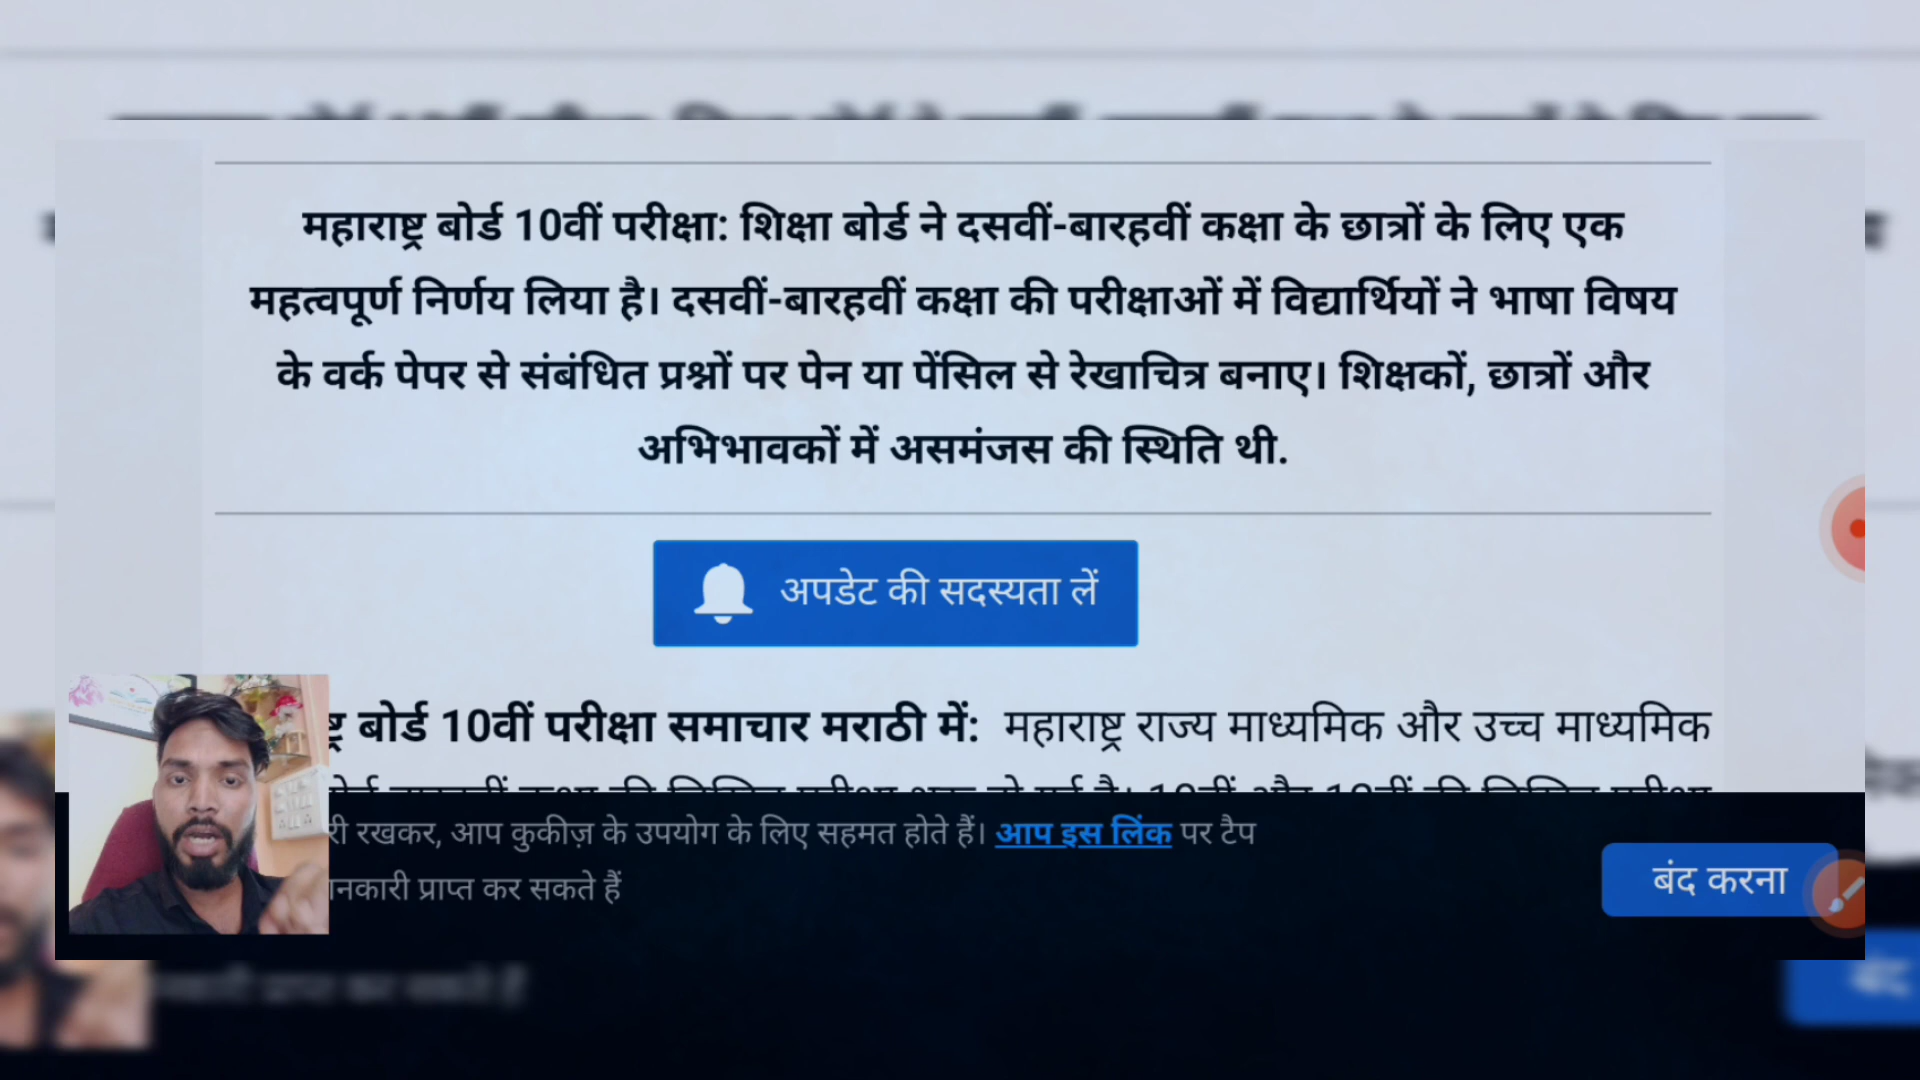 महाराष्ट्र बोर्ड 10वीं परीक्षा: शिक्षा बोर्ड ने दसवीं-बारहवीं कक्षा के छात्रों के लिए एक
महत्वपूर्ण निर्णय लिया है। दसवीं-बारहवीं कक्षा की परीक्षाओं में विद्यार्थियों ने भाषा विषय
के वर्क पेपर से संबंधित प्रश्नों पर पेन या पेंसिल से रेखाचित्र बनाए। शिक्षकों, छात्रों और
अभिभावकों में असमंजस की स्थिति थी.
अपडेट की सदस्यता लें
बोर्ड 10वीं परीक्षा समाचार मराठी में: महाराष्ट्र राज्य माध्यमिक और उच्च माध्यमिक
रखकर, आप कुकीज़ के उपयोग के लिए सहमत होते हैं। आप इस लिंक पर टैप
प्राप्त कर सकते हैं
बंद करना